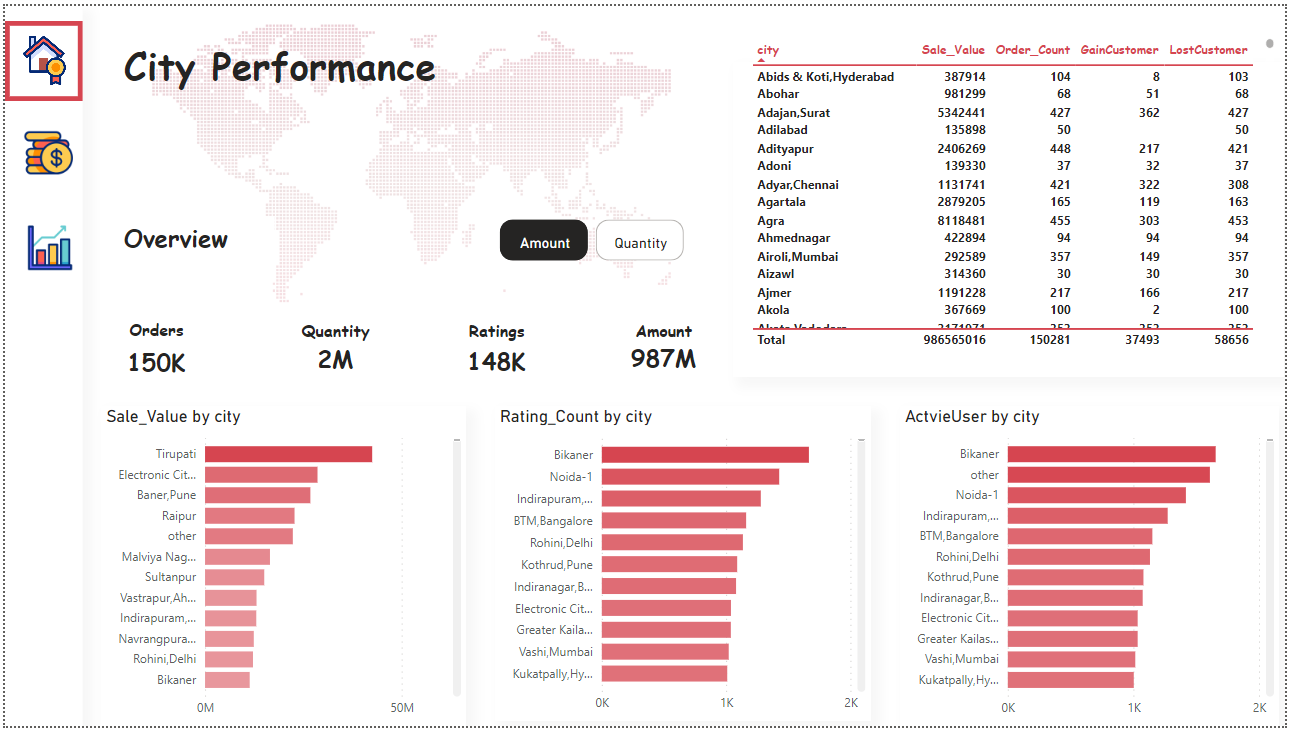 City Performance
Overview
Amount Quantity
Orders Quantity Ratings Amount
150K 2M 148K 987M
city Sale_Value Order_Count GainCustomer LostCustomer
Abids & Koti,Hyderabad 387914 104 8 103
Abohar 981299 68 51 68
Adajan,Surat 5342441 427 362 427
Adilabad 135898 50 50
Adityapur 2406269 448 217 421
Adoni 139330 37 32 37
Adyar,Chennai 1131741 421 322 308
Agartala 2879205 165 119 163
Agra 8118481 455 303 453
Ahmednagar 422894 94 94 94
Airoli,Mumbai 292589 357 149 357
Aizawl 314360 30 30 30
Ajmer 1191228 217 166 217
Akola 367669 100 2 100
Total 986565016 150281 37493 58656
Sale_Value by city
Tirupati
Electronic Cit...
Baner,Pune
Raipur
other
Malviya Nag...
Sultanpur
Vastrapur,Ah...
Indirapuram,...
Navrangpura...
Rohini,Delhi
Bikaner
0M 50M
Rating_Count by city
Bikaner
Noida-1
Indirapuram,...
BTM,Bangalore
Rohini,Delhi
Kothrud,Pune
Indiranagar,B...
Electronic Cit...
Greater Kaila...
Vashi,Mumbai
Kukatpally,Hy...
0K 1K 2K
ActvieUser by city
Bikaner
other
Noida-1
Indirapuram,...
BTM,Bangalore
Rohini,Delhi
Kothrud,Pune
Indiranagar,B...
Electronic Cit...
Greater Kailas...
Vashi,Mumbai
Kukatpally,Hy...
0K 1K 2K